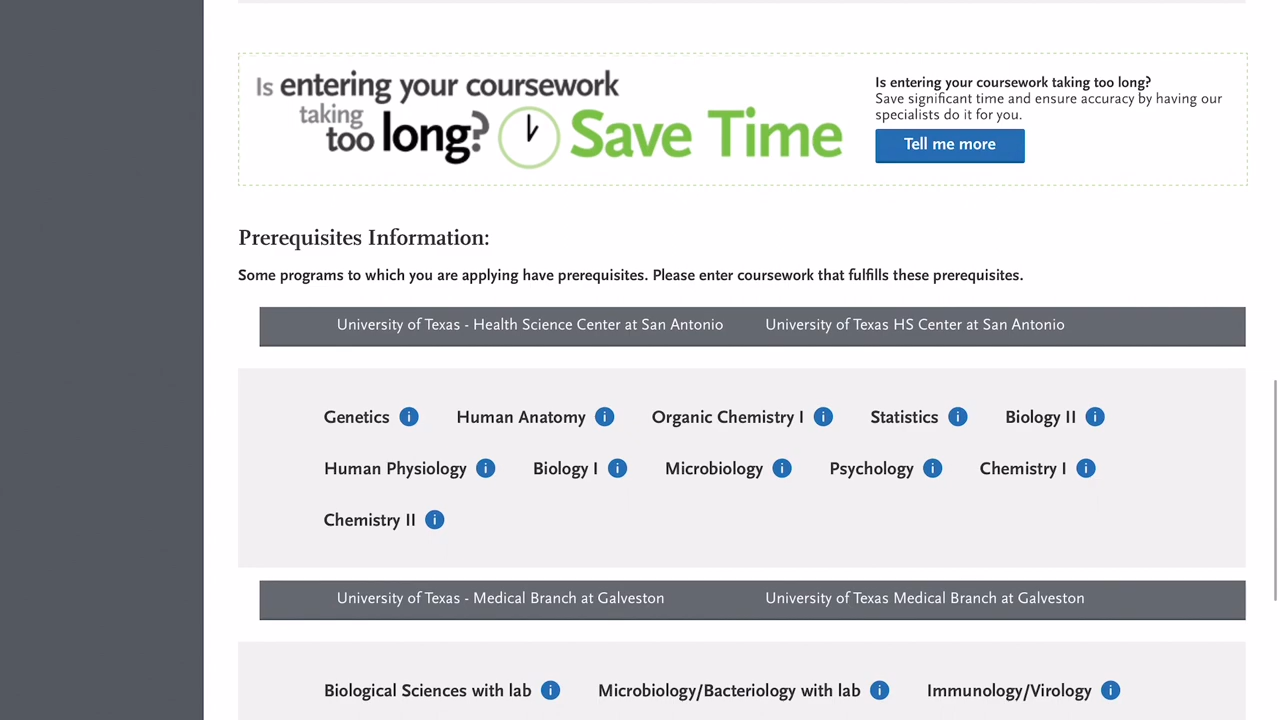 Is entering your coursework
taking
too long?
Save Time
Is entering your coursework taking too long?
Save significant time and ensure accuracy by having our
specialists do it for you.
Tell me more
Prerequisites Information:
Some programs to which you are applying have prerequisites. Please enter coursework that fulfills these prerequisites.
University of Texas - Health Science Center at San Antonio University of Texas HS Center at San Antonio
Genetics i Human Anatomy i Organic Chemistry I i Statistics i Biology II i
Human Physiology i Biology I i Microbiology i Psychology i Chemistry I i
Chemistry II i
University of Texas - Medical Branch at Galveston University of Texas Medical Branch at Galveston
Biological Sciences with lab i Microbiology/Bacteriology with lab i Immunology/Virology i